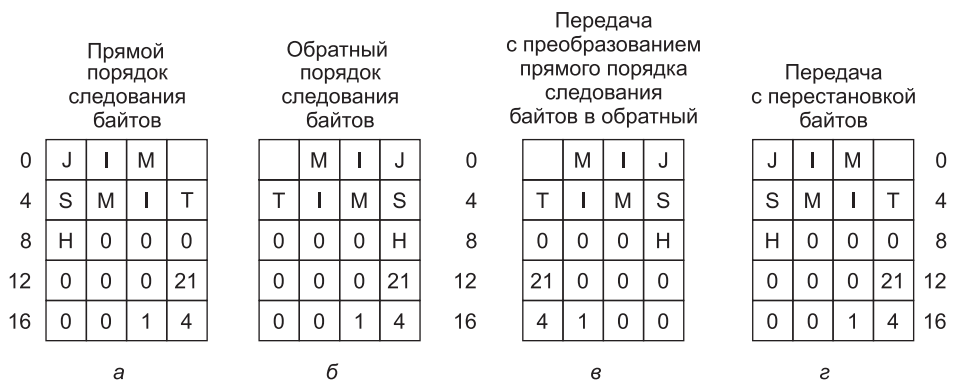 Прямой
порядок
следования
байтов
Обратный
порядок
следования
байтов
Передача
с преобразованием
прямого порядка
следования
байтов в обратный
Передача
с перестановкой
байтов
0 J I M M I J 0 M I J J I M 0
4 S M I T T I M S 4 T I M S S M I T 4
8 H 0 0 0 0 0 0 H 8 0 0 0 H H 0 0 0 8
12 0 0 0 21 0 0 0 21 12 21 0 0 0 0 0 0 21 12
16 0 0 1 4 0 0 1 4 16 4 1 0 0 0 0 1 4 16
а б в г